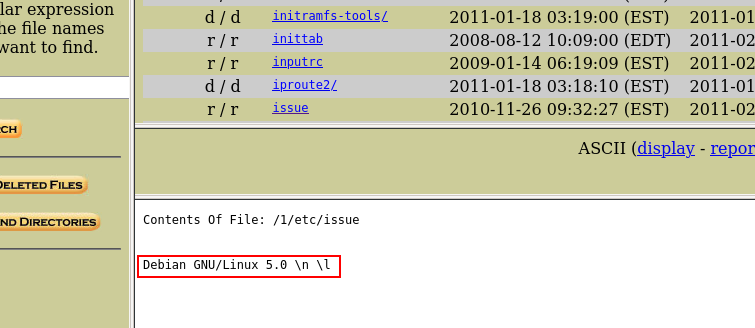 lar expression
he file names
want to find.
RCH
DELETED FILES
ND DIRECTORIES
d / d initramfs-tools/ 2011-01-18 03:19:00 (EST) 2011-01
r / r inittab 2008-08-12 10:09:00 (EDT) 2011-02
r / r inputrc 2009-01-14 06:19:09 (EST) 2011-02
d / d iproute2/ 2011-01-18 03:18:10 (EST) 2011-01
r / r issue 2010-11-26 09:32:27 (EST) 2011-02
ASCII (display - repor
Contents Of File: /1/etc/issue
Debian GNU/Linux 5.0 \n \l